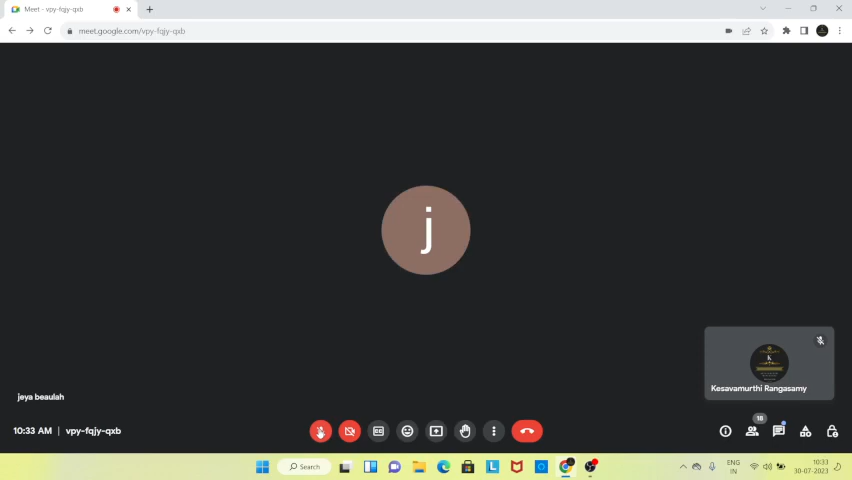 Meet - vpy-fqjy-qxb
meet.google.com/vpy-fqjy-qxb
j
K
Kesavamurthi Rangasamy
jeya beaulah
18
10:33 AM | vpy-fqjy-qxb
Search
ENG
IN
10:33
30-07-2023